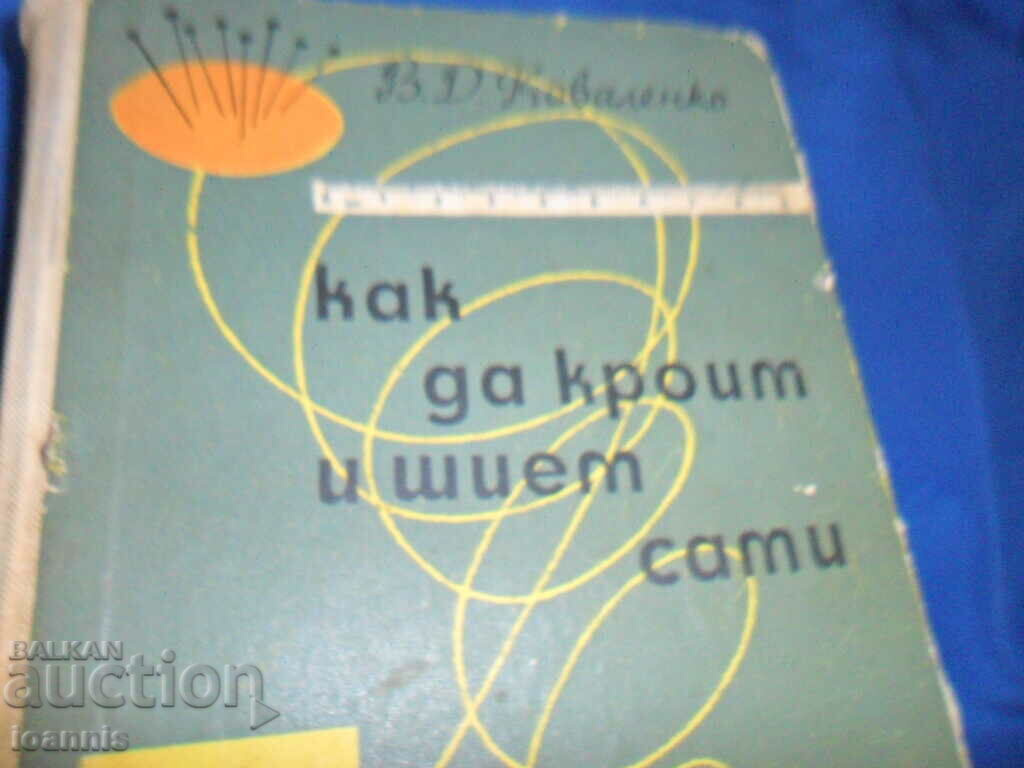 В. Д. Коваленко
как
да кроим
и шием
сами
BALKAN
auction
ioannis